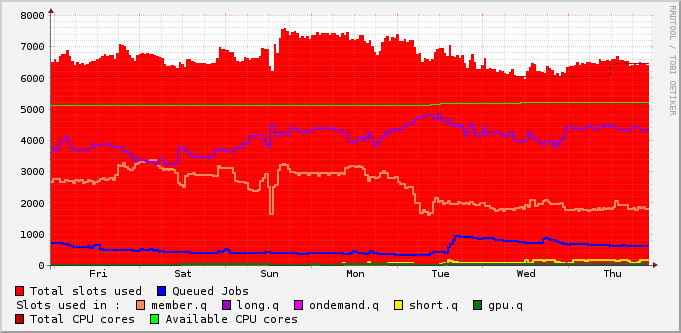 8000
7000
6000
5000
4000
3000
2000
1000
0
Fri Sat Sun Mon Tue Wed Thu
Total slots used Queued Jobs
Slots used in : member.q long.q ondemand.q short.q gpu.q
Total CPU cores Available CPU cores
RRDTOOL / TOBI OETIKER